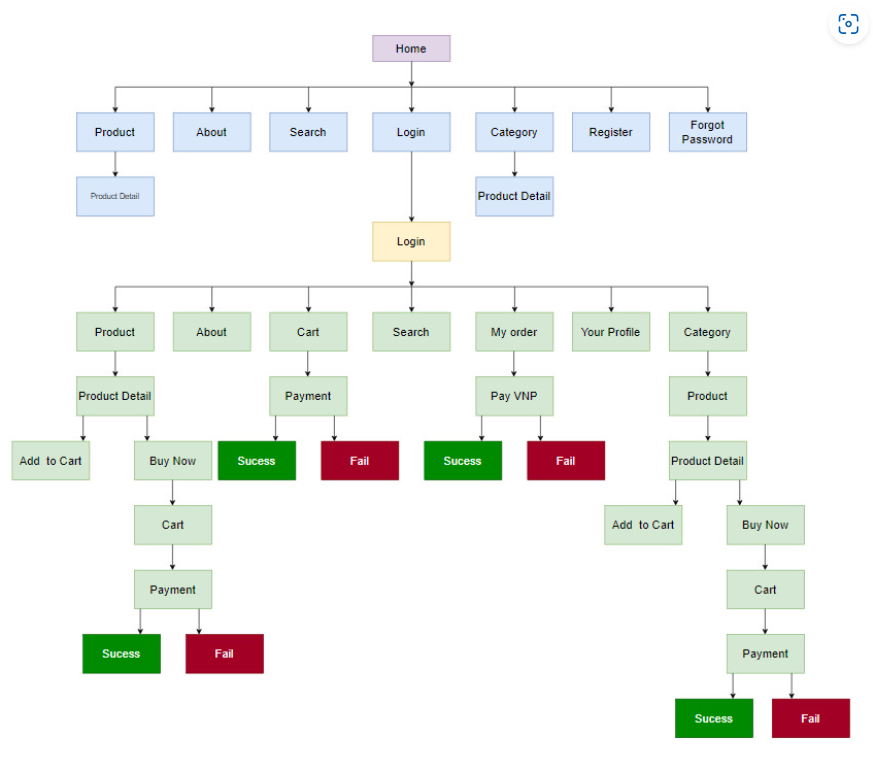 Home
Product
About
Search
Login
Category
Register
Forgot
Password
Product Detail
Product Detail
Login
Product
About
Cart
Search
My order
Your Profile
Category
Product Detail
Payment
Pay VNP
Product
Add to Cart
Buy Now
Sucess
Fail
Sucess
Fail
Product Detail
Cart
Add to Cart
Buy Now
Payment
Cart
Sucess
Fail
Payment
Sucess
Fail